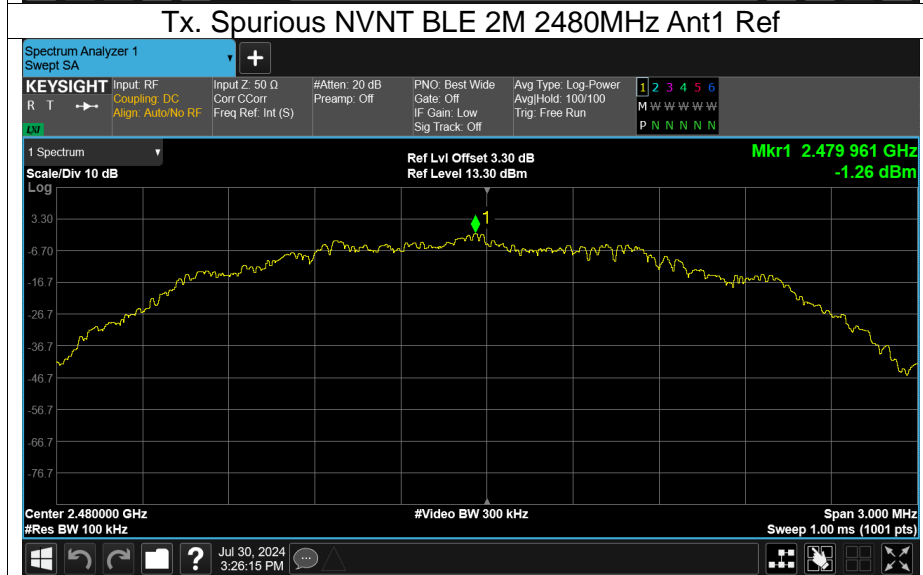 Tx. Spurious NVNT BLE 2M 2480MHz Ant1 Ref
Spectrum Analyzer 1
Swept SA
KEYSIGHT
R T
LXI
Input: RF
Coupling: DC
Align: Auto/No RF
Input Z: 50 Ω
Corr CCorr
Freq Ref: Int (S)
#Atten: 20 dB
Preamp: Off
PNO: Best Wide
Gate: Off
IF Gain: Low
Sig Track: Off
Avg Type: Log-Power
Avg|Hold: 100/100
Trig: Free Run
1 2 3 4 5 6
M W W W W W
P N N N N N
1 Spectrum
Scale/Div 10 dB
Ref Lvl Offset 3.30 dB
Ref Level 13.30 dBm
Mkr1 2.479 961 GHz
-1.26 dBm
Log
1
3.30
-6.70
-16.7
-26.7
-36.7
-46.7
-56.7
-66.7
-76.7
Center 2.480000 GHz
#Video BW 300 kHz
Span 3.000 MHz
#Res BW 100 kHz
Sweep 1.00 ms (1001 pts)
?
Jul 30, 2024
3:26:15 PM